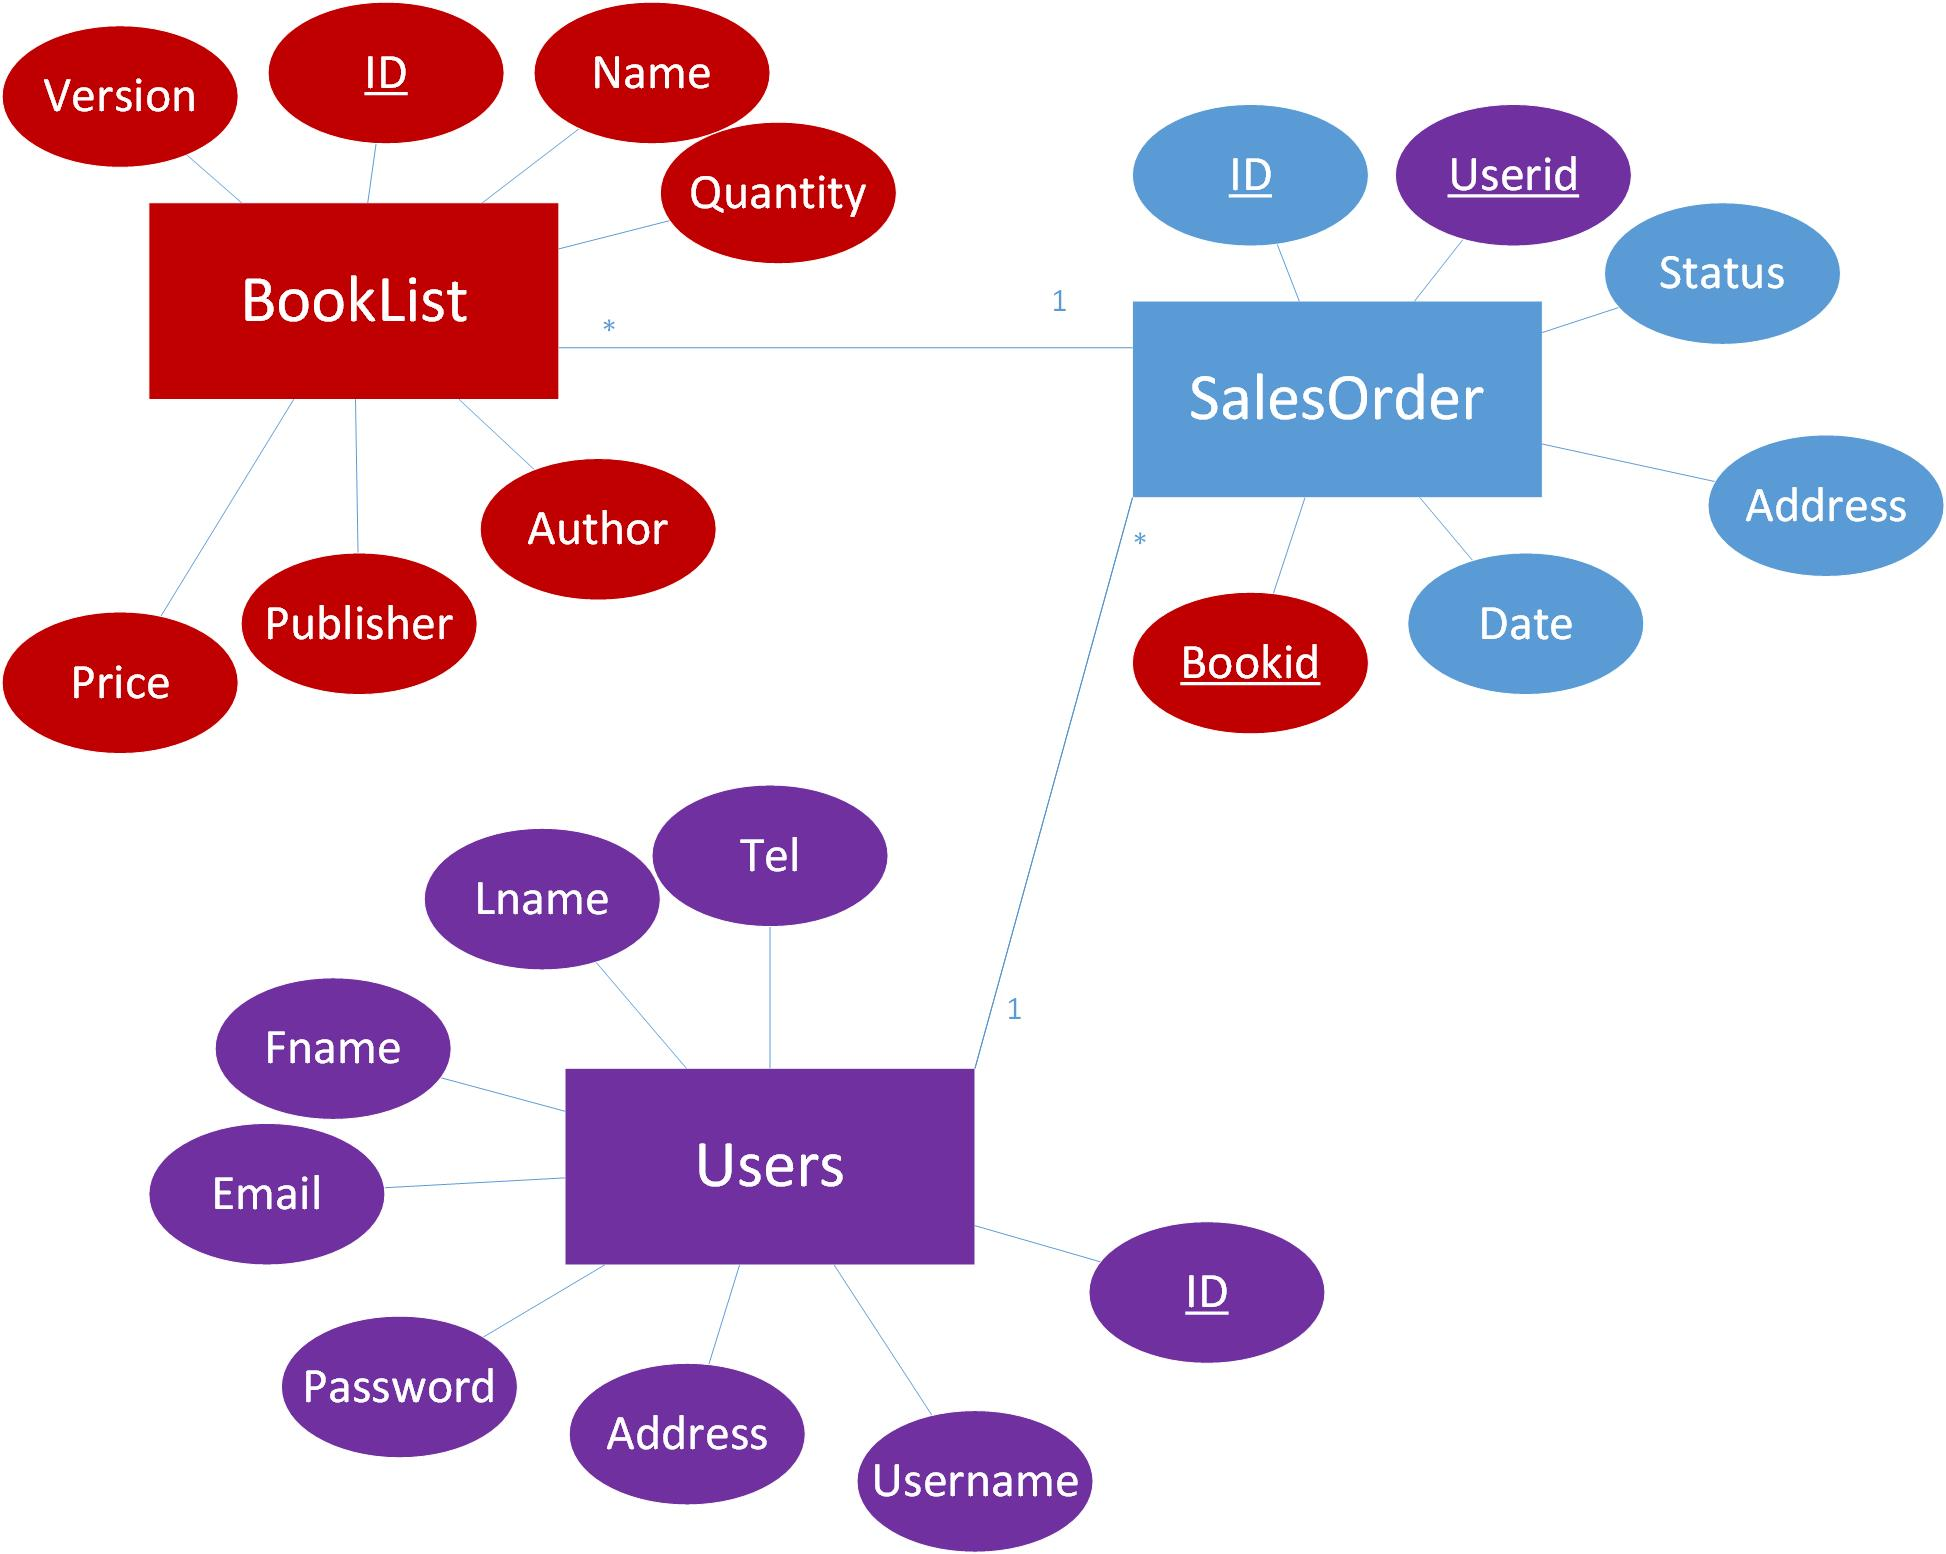 Version
ID
Name
Quantity
BookList
*
1
Price
Publisher
Author
ID
Userid
Status
SalesOrder
Address
Date
Bookid
*
1
Tel
Lname
Fname
Email
Users
Password
Address
Username
ID